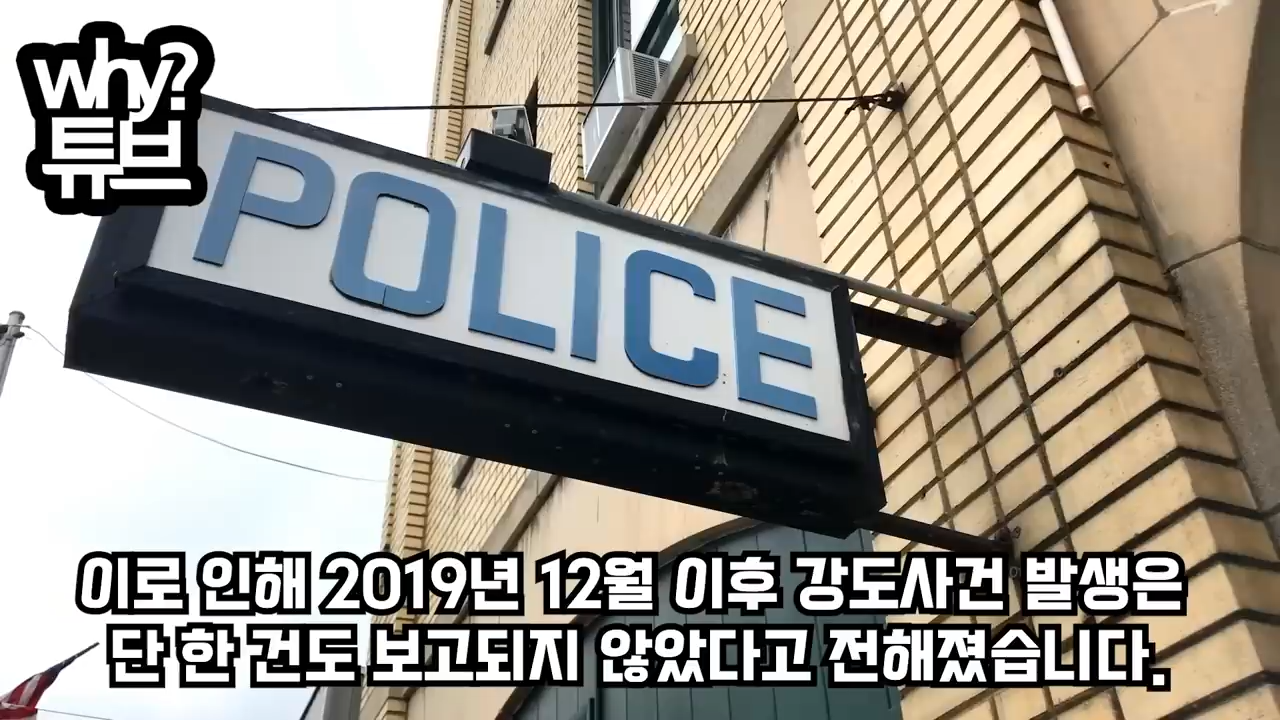 why?
튜브
POLICE
이로 인해 2019년 12월 이후 강도사건 발생은
단 한 건도 보고되지 않았다고 전해졌습니다.